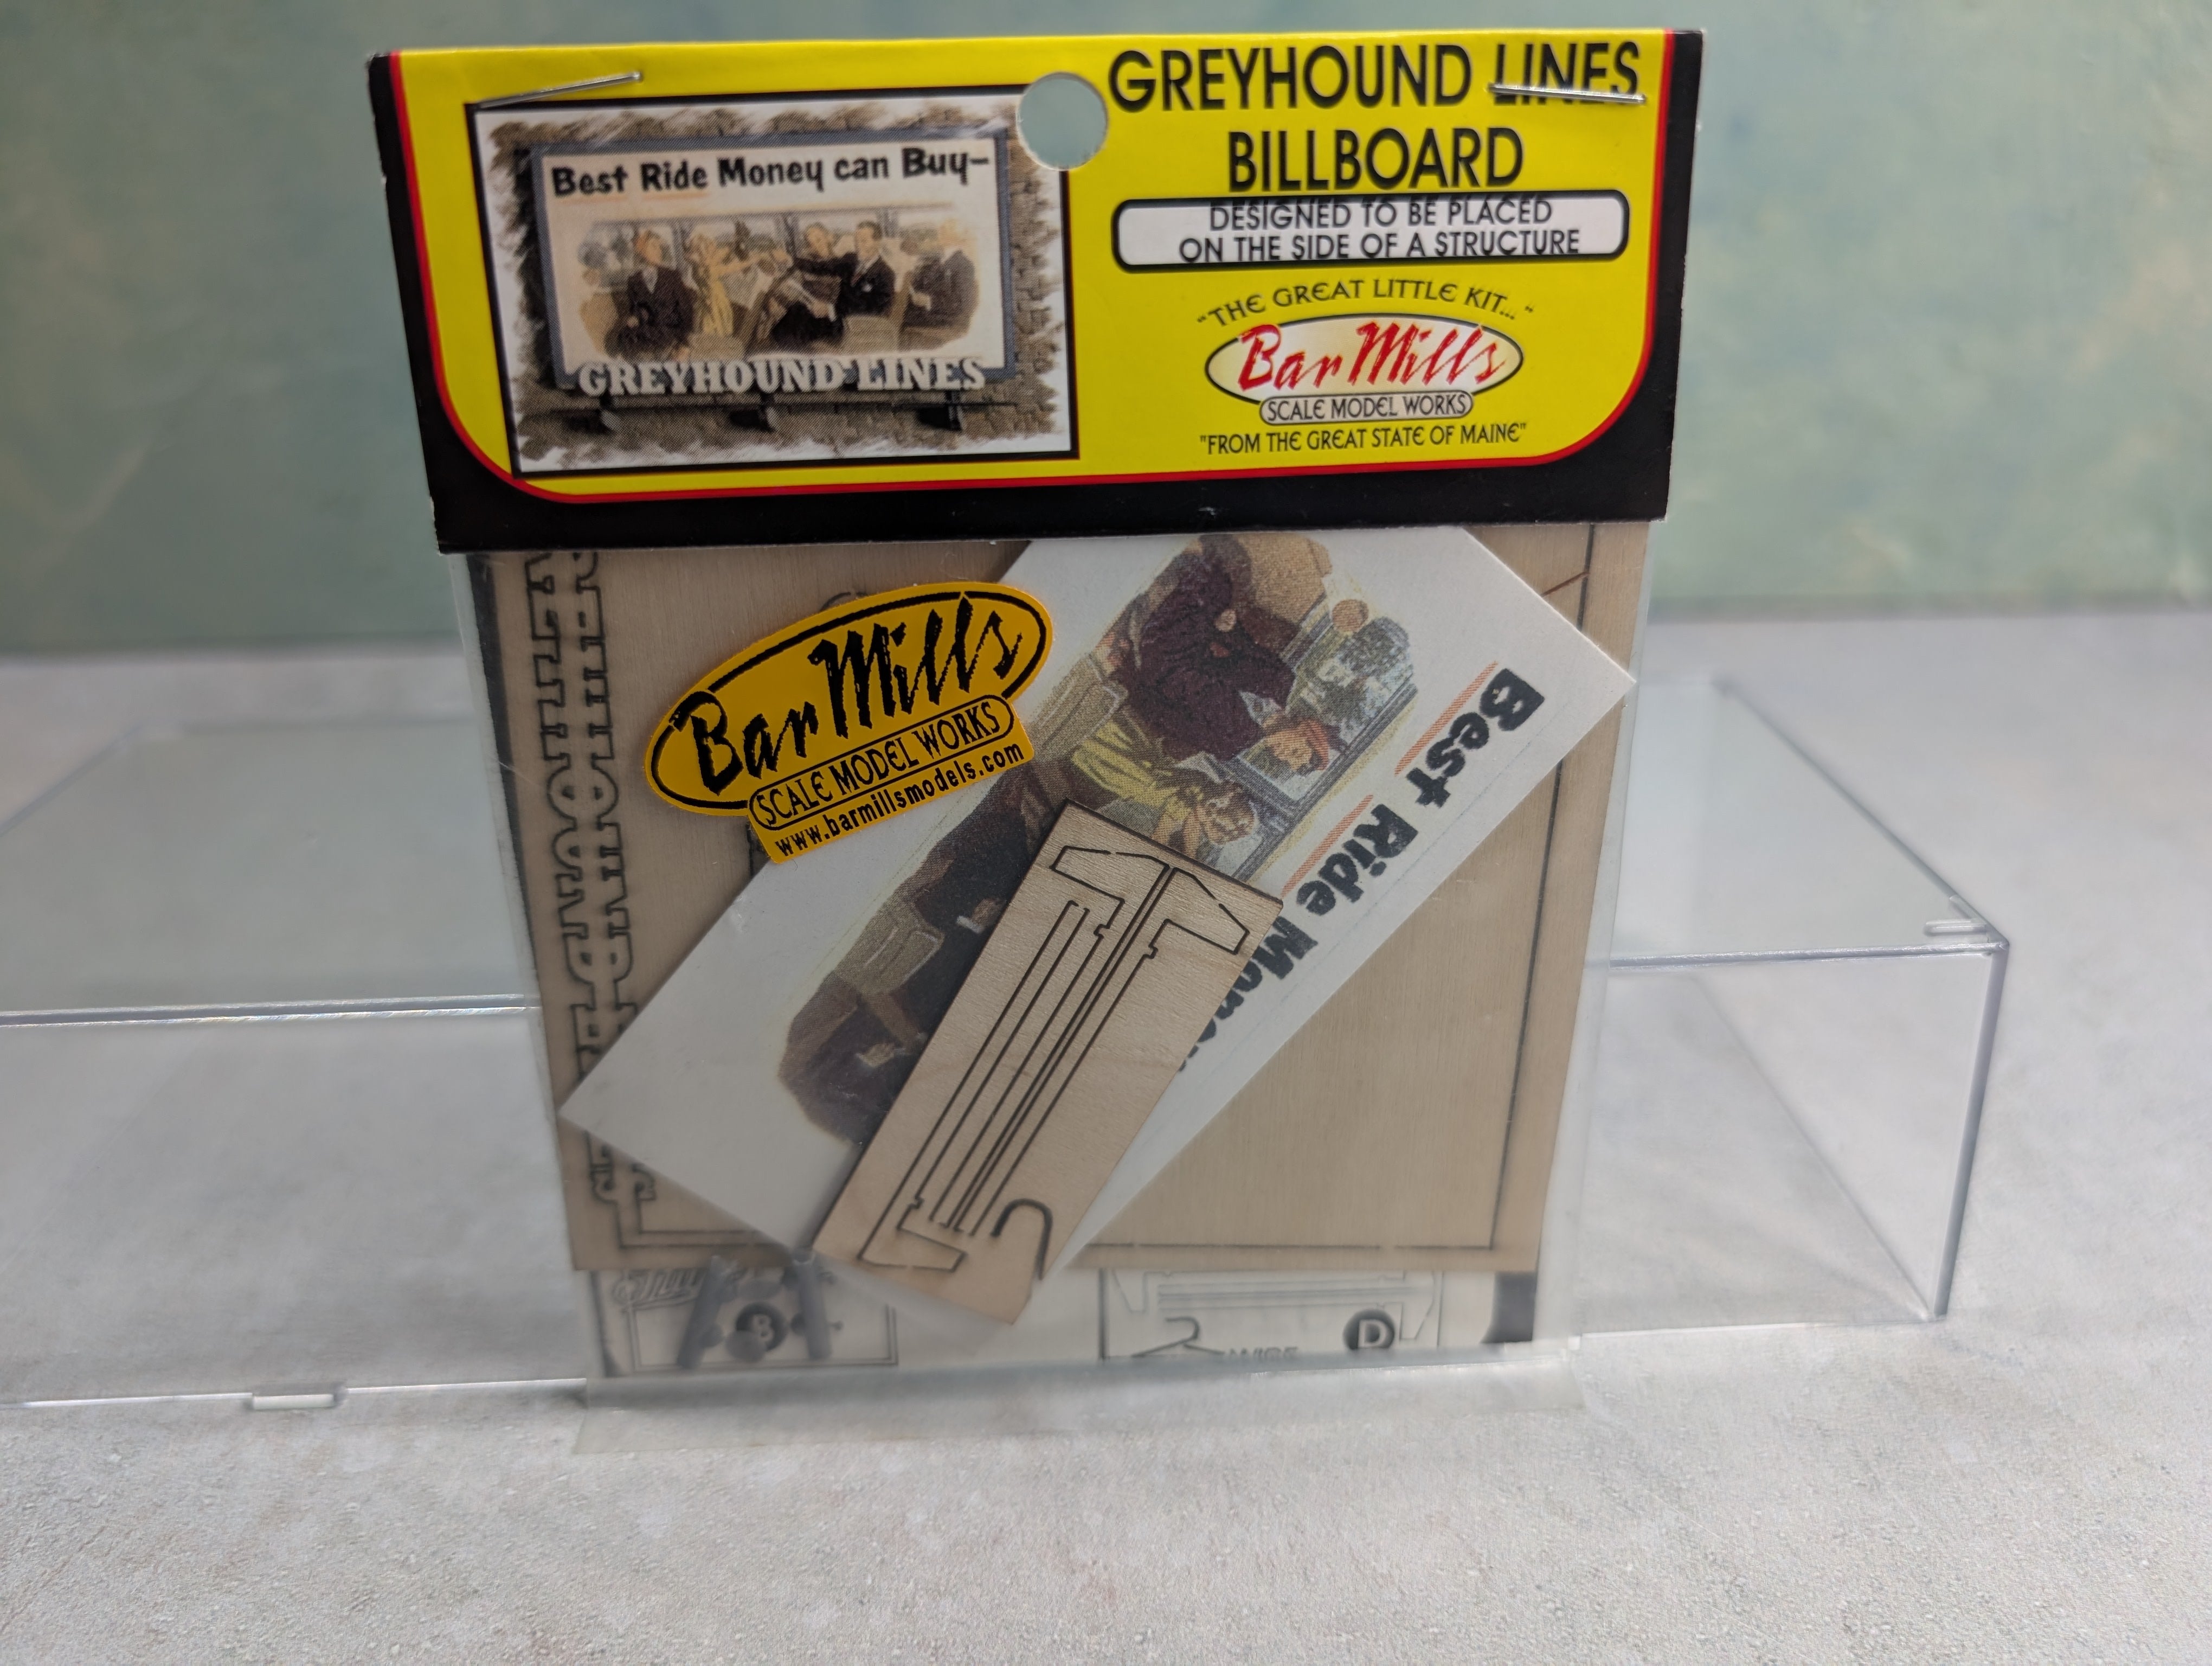 GREYHOUND LINES
BILLBOARD
DESIGNED TO BE PLACED
ON THE SIDE OF A STRUCTURE
"THE GREAT LITTLE KIT... "
Bar Mills
SCALE MODEL WORKS
"FROM THE GREAT STATE OF MAINE"
Best Ride Money can Buy-
GREYHOUND LINES
Bar Mills
SCALE MODEL WORKS
www.barmillsmodels.com
Best Ride Money
B
D